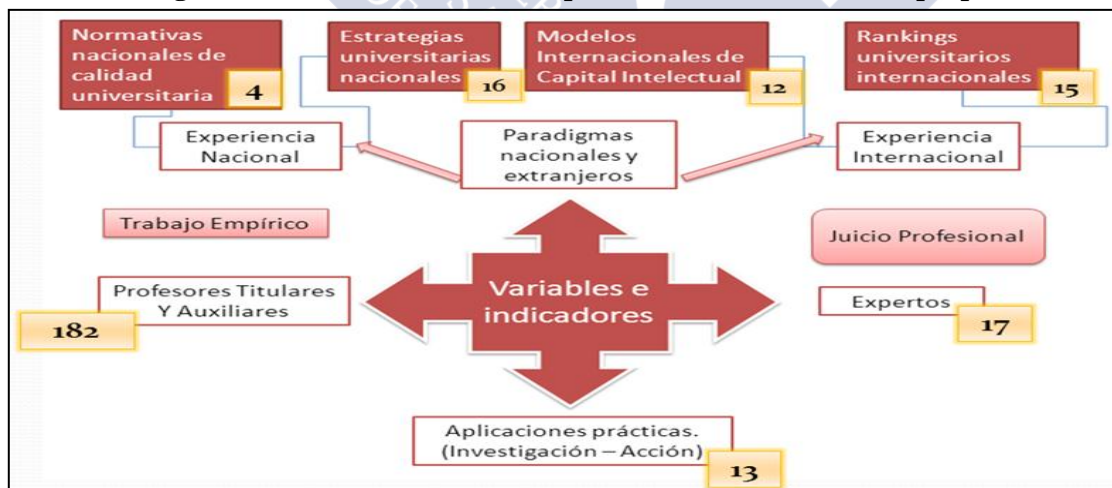 Normativas
nacionales de
calidad
universitaria
4
Estrategias
universitarias
nacionales
16
Modelos
Internacionales de
Capital Intelectual
12
Rankings
universitarios
internacionales
15
Experiencia
Nacional
Paradigmas
nacionales y
extranjeros
Experiencia
Internacional
Trabajo Empírico
Juicio Profesional
Profesores Titulares
Y Auxiliares
182
Variables e
indicadores
Expertos
17
Aplicaciones prácticas.
(Investigación – Acción)
13